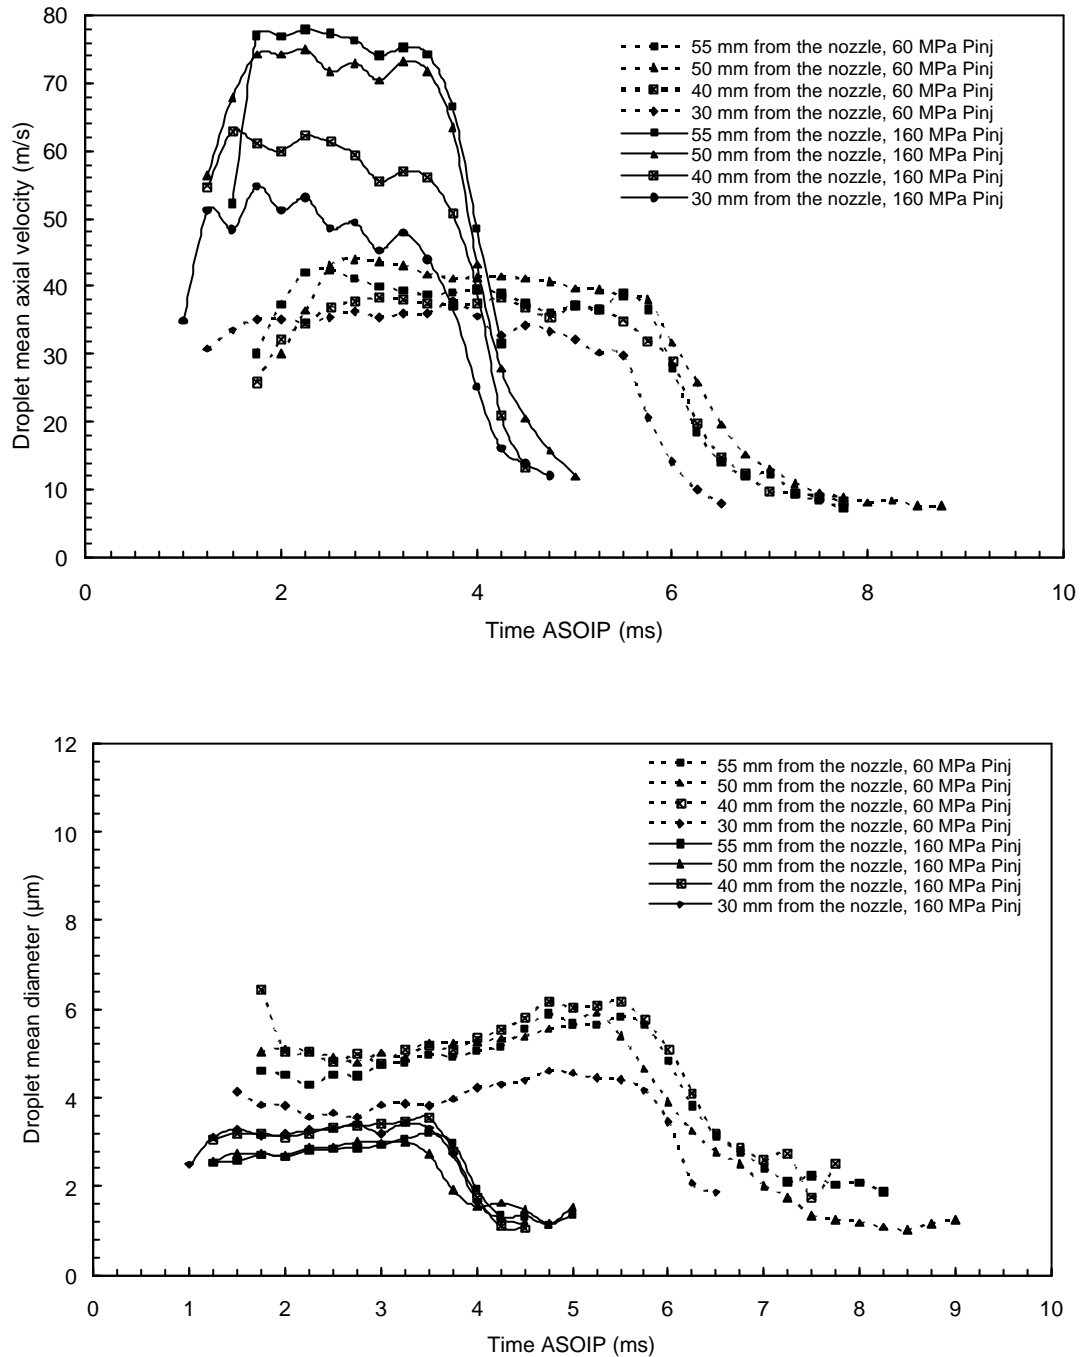 80
70
60
50
40
30
20
10
0
Droplet mean axial velocity (m/s)
55 mm from the nozzle, 60 MPa Pinj
50 mm from the nozzle, 60 MPa Pinj
40 mm from the nozzle, 60 MPa Pinj
30 mm from the nozzle, 60 MPa Pinj
55 mm from the nozzle, 160 MPa Pinj
50 mm from the nozzle, 160 MPa Pinj
40 mm from the nozzle, 160 MPa Pinj
30 mm from the nozzle, 160 MPa Pinj
0 2 4 6 8 10
Time ASOIP (ms)
12
10
8
6
4
2
0
Droplet mean diameter (µm)
55 mm from the nozzle, 60 MPa Pinj
50 mm from the nozzle, 60 MPa Pinj
40 mm from the nozzle, 60 MPa Pinj
30 mm from the nozzle, 60 MPa Pinj
55 mm from the nozzle, 160 MPa Pinj
50 mm from the nozzle, 160 MPa Pinj
40 mm from the nozzle, 160 MPa Pinj
30 mm from the nozzle, 160 MPa Pinj
0 1 2 3 4 5 6 7 8 9 10
Time ASOIP (ms)